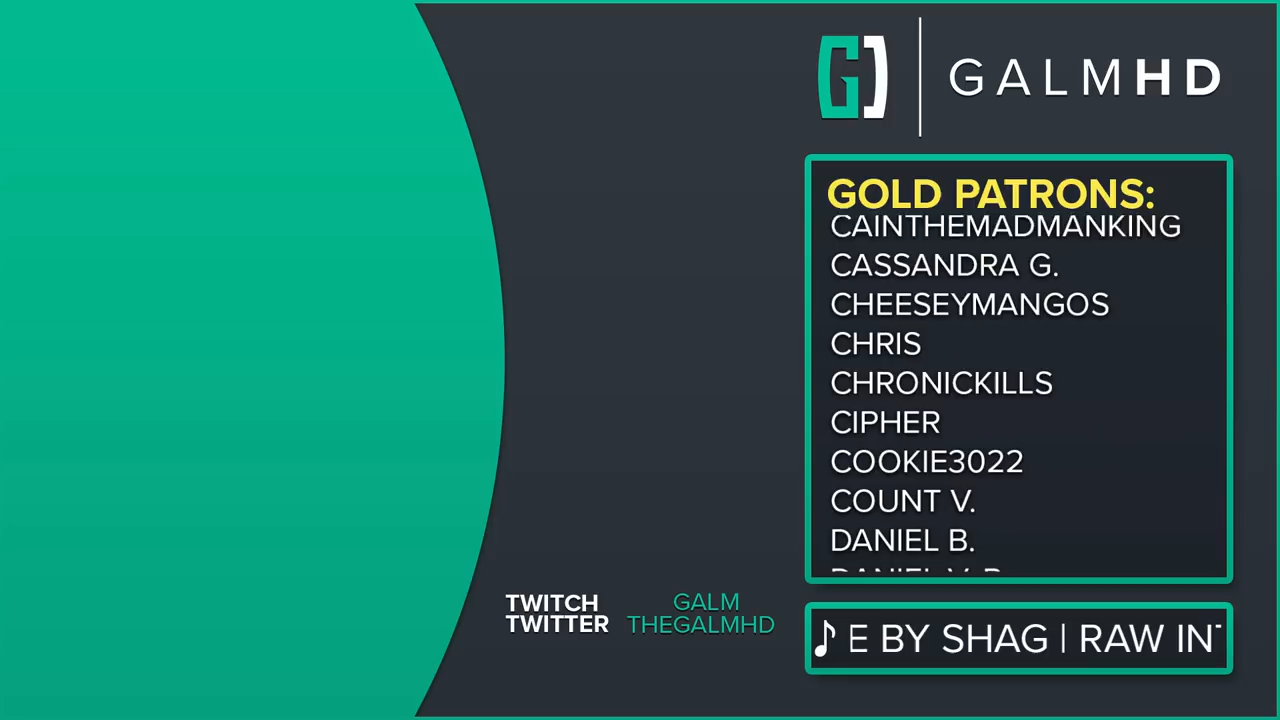 GALMHD
GOLD PATRONS:
CAINTHEMADMANKING
CASSANDRA G.
CHEESEYMANGOS
CHRIS
CHRONICKILLS
CIPHER
COOKIE3022
COUNT V.
DANIEL B.
TWITCH GALM
TWITTER THEGALMHD
E BY SHAG | RAW IN